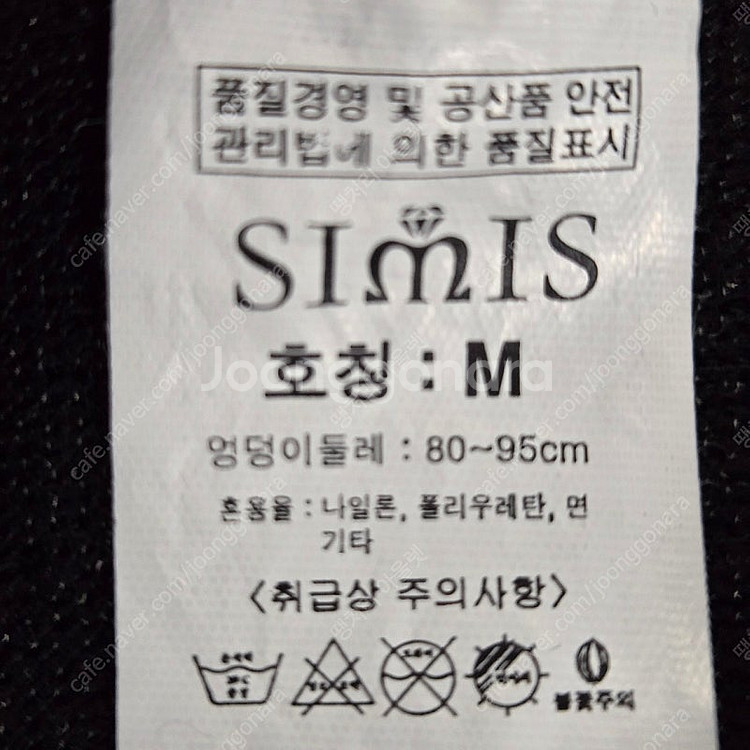 품질경영 및 공산품 안전
관리법에 의한 품질표시
SIMIS
호칭 : M
엉덩이둘레 : 80~95cm
혼용율 : 나일론, 폴리우레탄, 면
기타
<취급상 주의사항>
불꽃주의
Joonggonara
cafe.naver.com/joonggonara